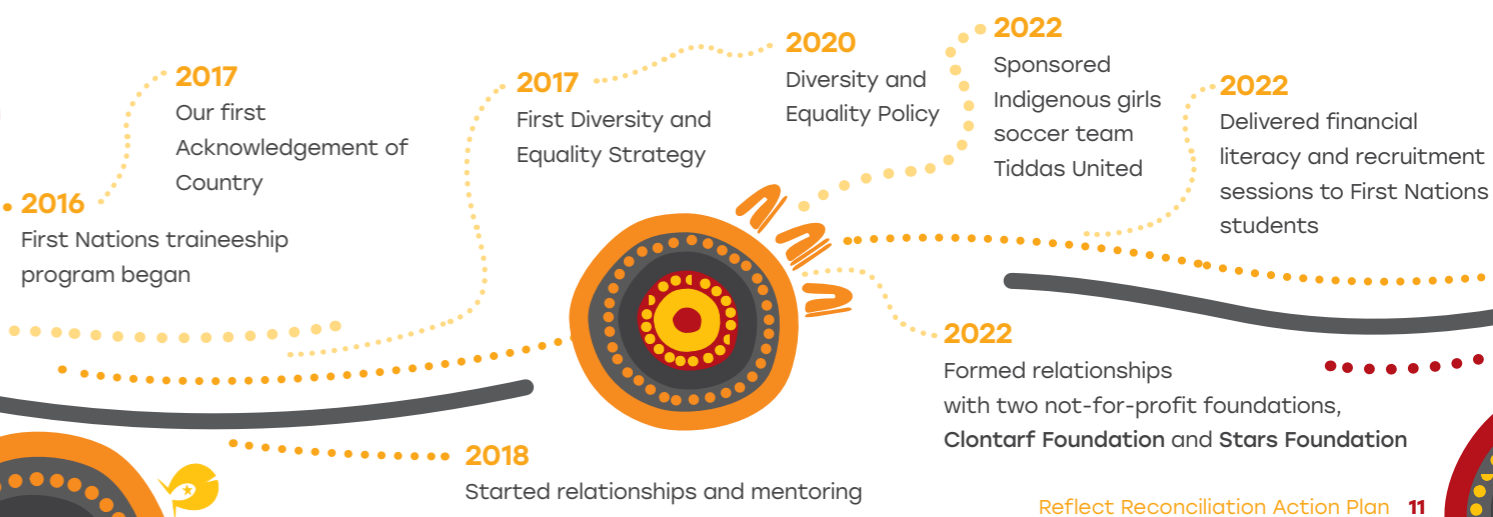 2016
First Nations traineeship
program began
2017
Our first
Acknowledgement of
Country
2017
First Diversity and
Equality Strategy
2018
Started relationships and mentoring
2020
Diversity and
Equality Policy
2022
Sponsored
Indigenous girls
soccer team
Tiddas United
2022
Delivered financial
literacy and recruitment
sessions to First Nations
students
2022
Formed relationships
with two not-for-profit foundations,
Clontarf Foundation and Stars Foundation
Reflect Reconciliation Action Plan 11